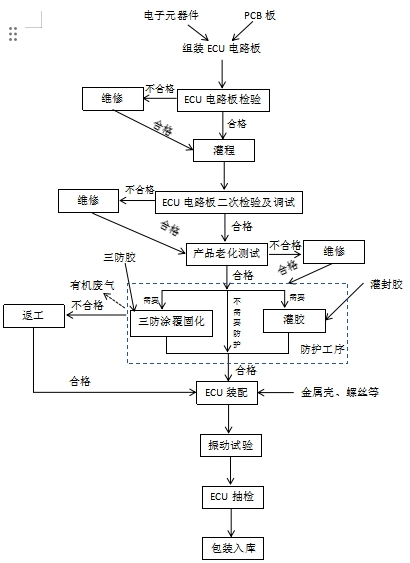 电子元器件
PCB 板
组装 ECU 电路板
维修
不合格
ECU 电路板检验
合格
合格
灌程
维修
不合格
ECU 电路板二次检验及调试
合格
合格
产品老化测试
不合格
维修
三防胶
合格
合格
有机废气
灌封胶
需要
不需要防护
需要
返工
不合格
三防涂覆固化
灌胶
防护工序
合格
合格
ECU 装配
金属壳、螺丝等
振动试验
ECU 抽检
包装入库